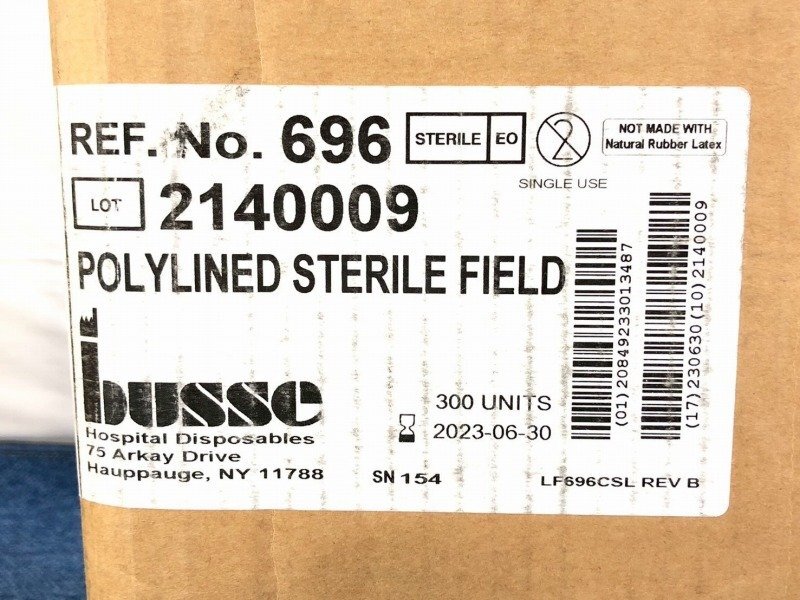 REF. No. 696
STERILE EO
2
NOT MADE WITH
Natural Rubber Latex
SINGLE USE
LOT 2140009
POLYLINED STERILE FIELD
busse
Hospital Disposables
75 Arkay Drive
Hauppauge, NY 11788
300 UNITS
2023-06-30
SN 154
LF696CSL REV B
(01)20849233013487
(17)230630(10)2140009